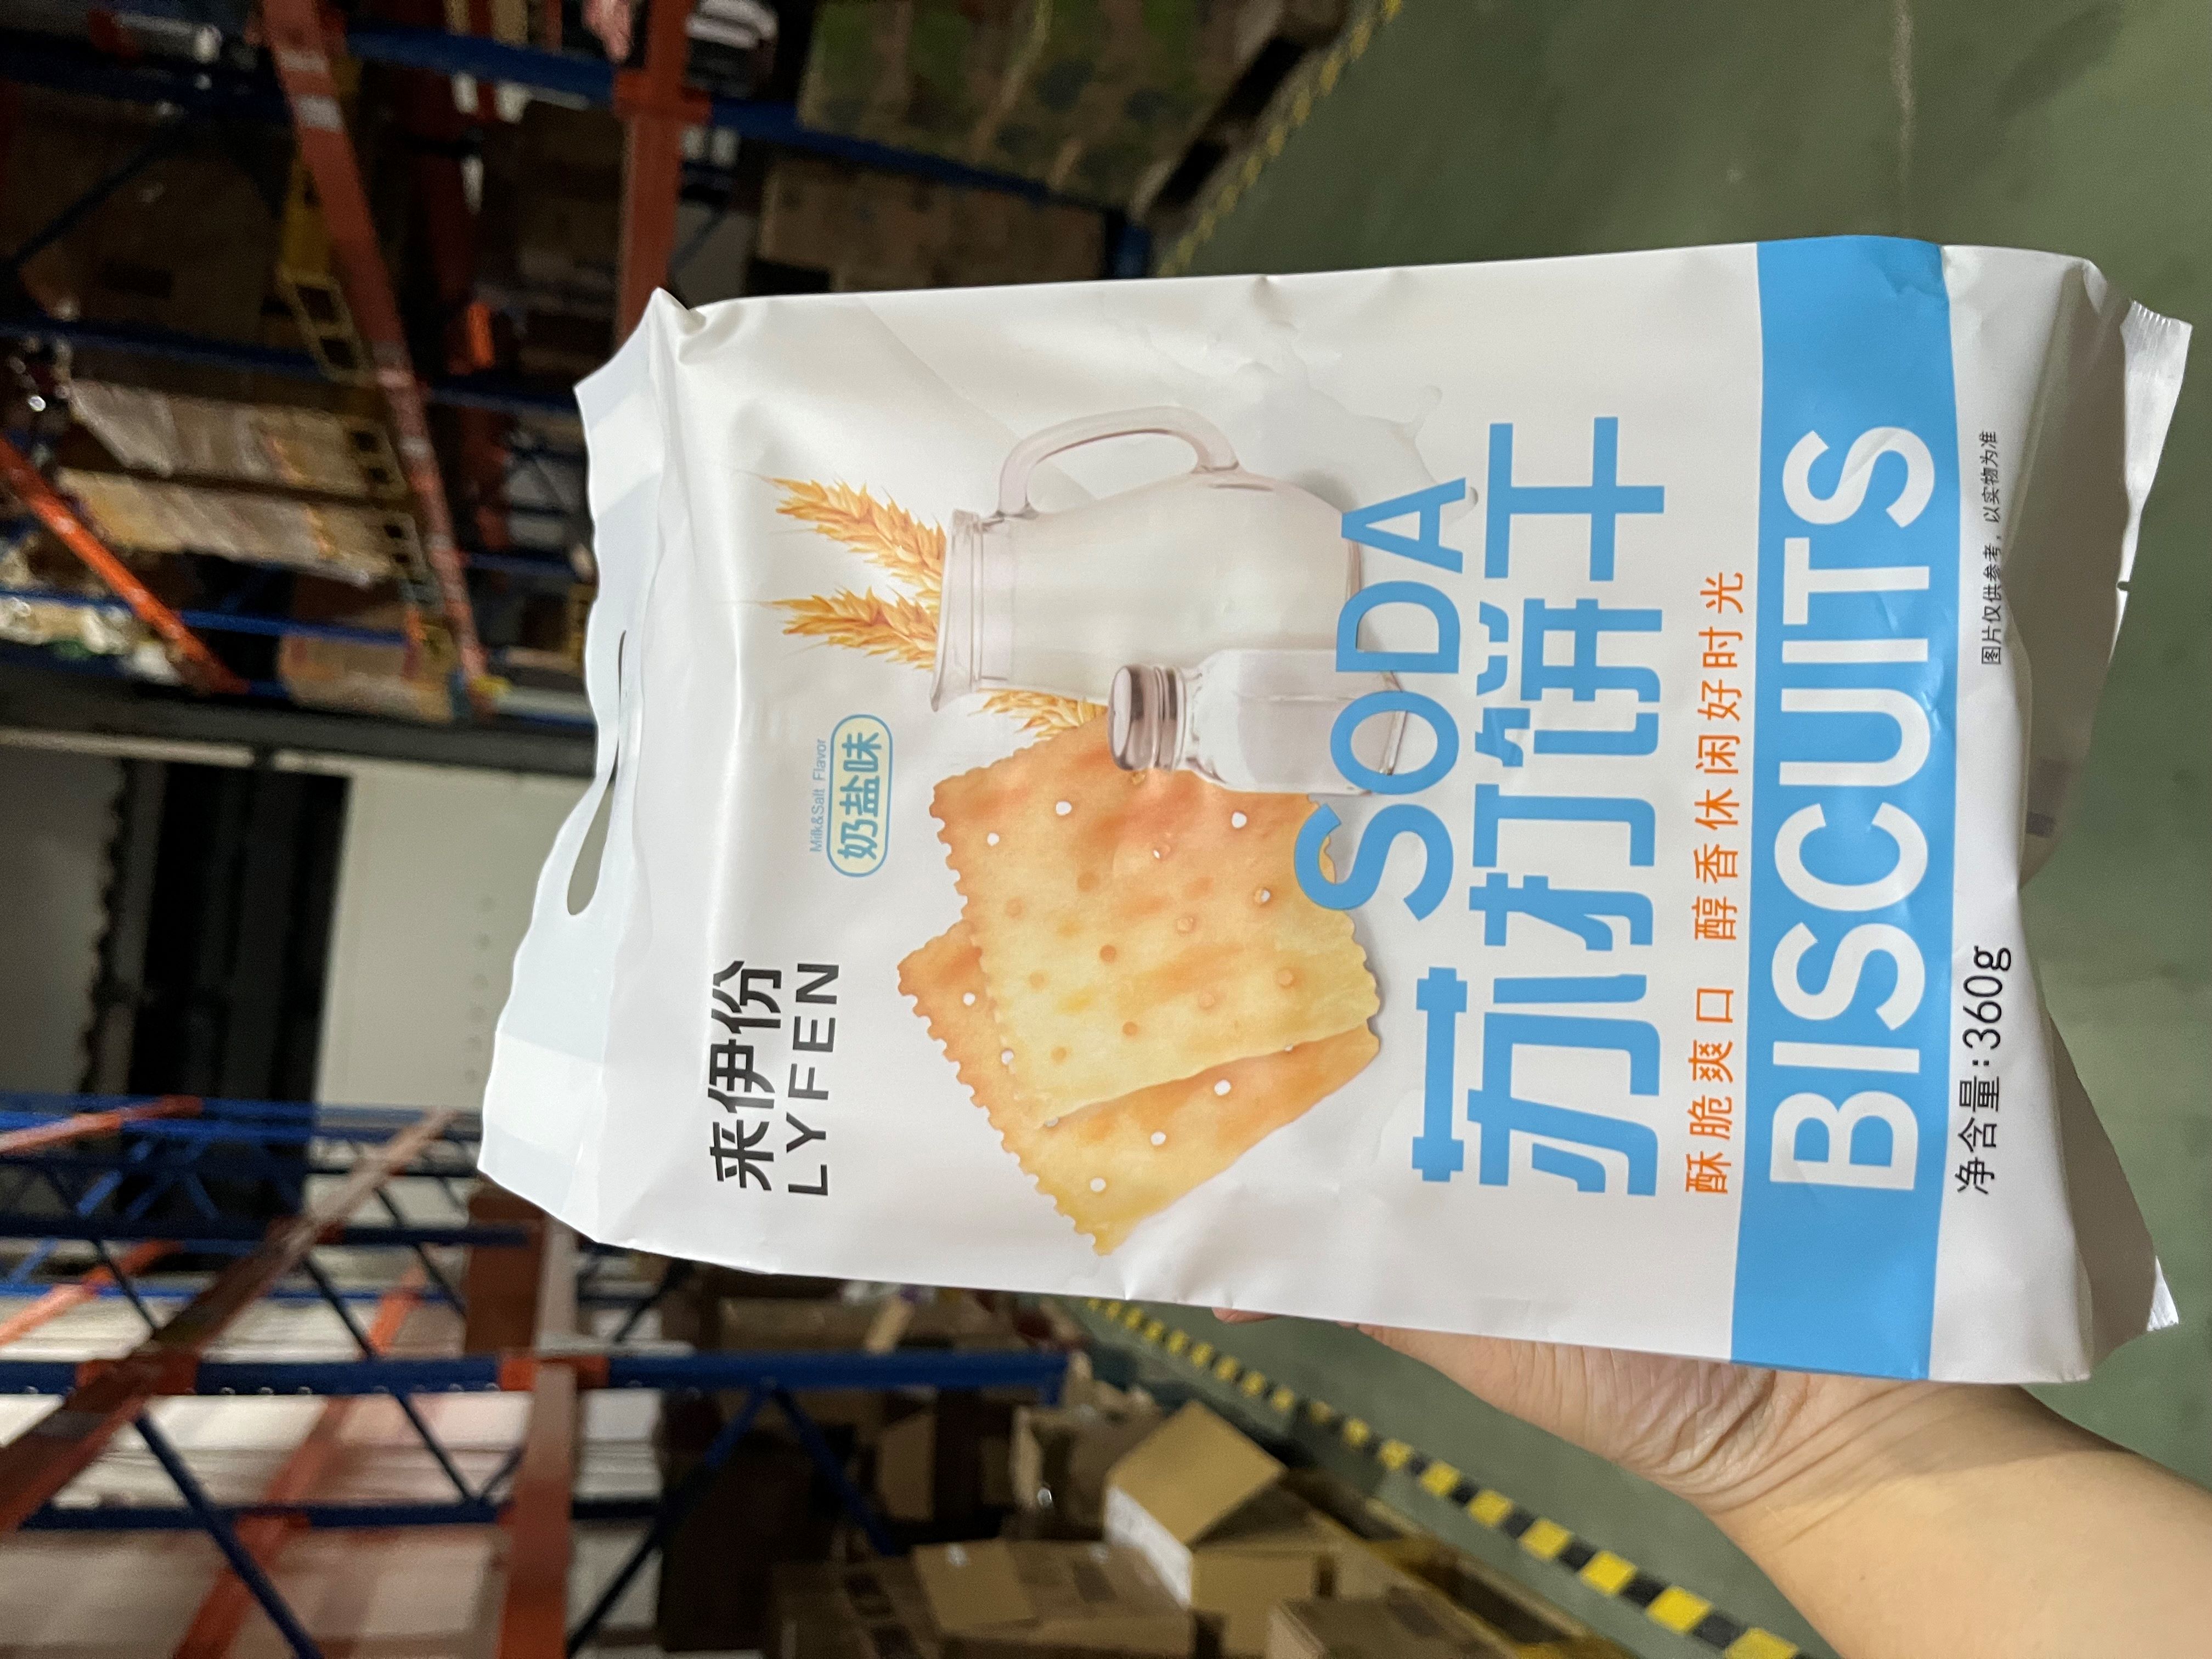 来伊份
LYFEN
Milk&Salt Flavor
奶盐味
SODA
苏打饼干
酥脆爽口 醇香休闲好时光
BISCUITS
净含量:360g
图片仅供参考，以实物为准